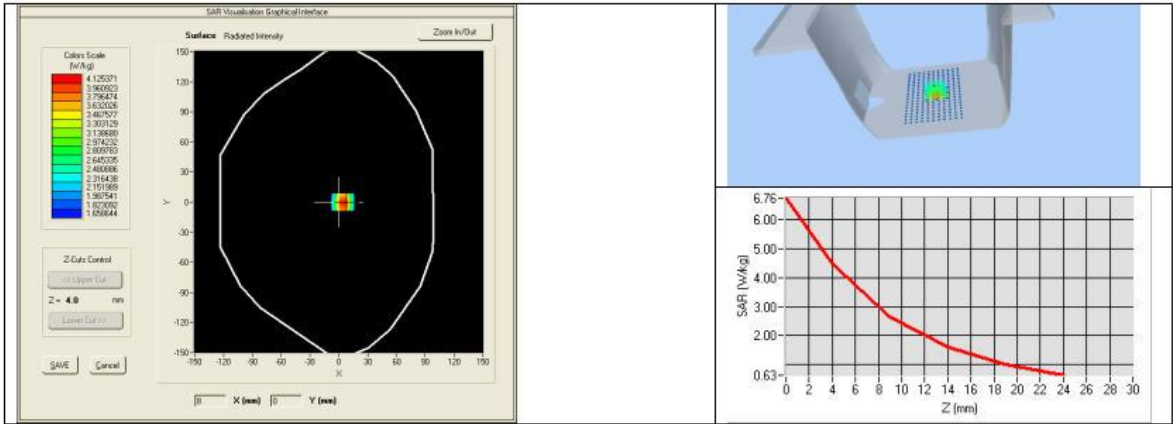 SAR Visualisation Graphical Interface
Surface Radiated Intensity
Zoom In/Out
Colors Scale
(W/kg)
4.125371
3.960923
3.796474
3.632026
3.467577
3.303129
3.138680
2.974232
2.809783
2.645335
2.480886
2.316438
2.151989
1.987541
1.823092
1.658644
150
120
90
60
30
0
-30
-60
-90
-120
-150
Y
-150 -120 -90 -60 -30 0 30 60 90 120 150
X
Z-Cuts Control
<< Upper Cut
Z = 4.0 mm
Lower Cut >>
SAVE Cancel
8 X (mm) 0 Y (mm)
6.76
6.00
5.00
4.00
3.00
2.00
0.63
SAR (W/kg)
0 2 4 6 8 10 12 14 16 18 20 22 24 26 28 30
Z (mm)